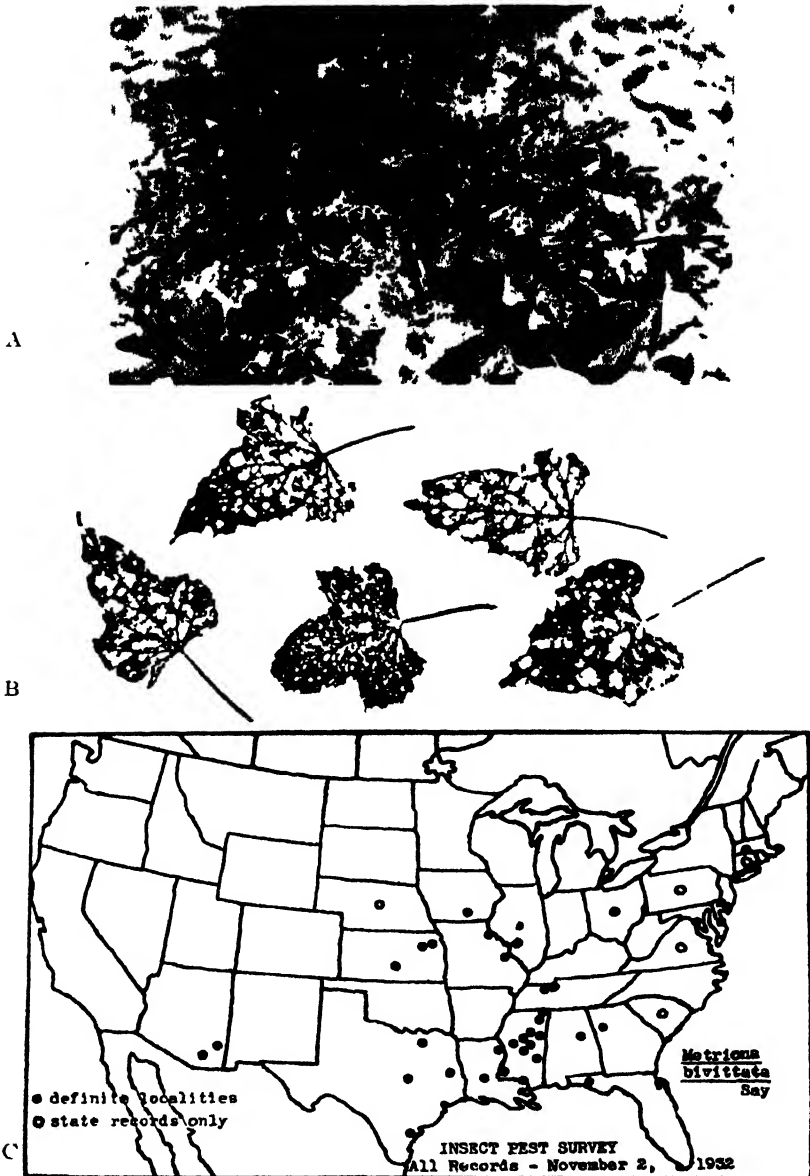 A
B
Metriona
bivittata
Say
definite localities
state records only
C
INSECT PEST SURVEY
All Records - November 2, 1932